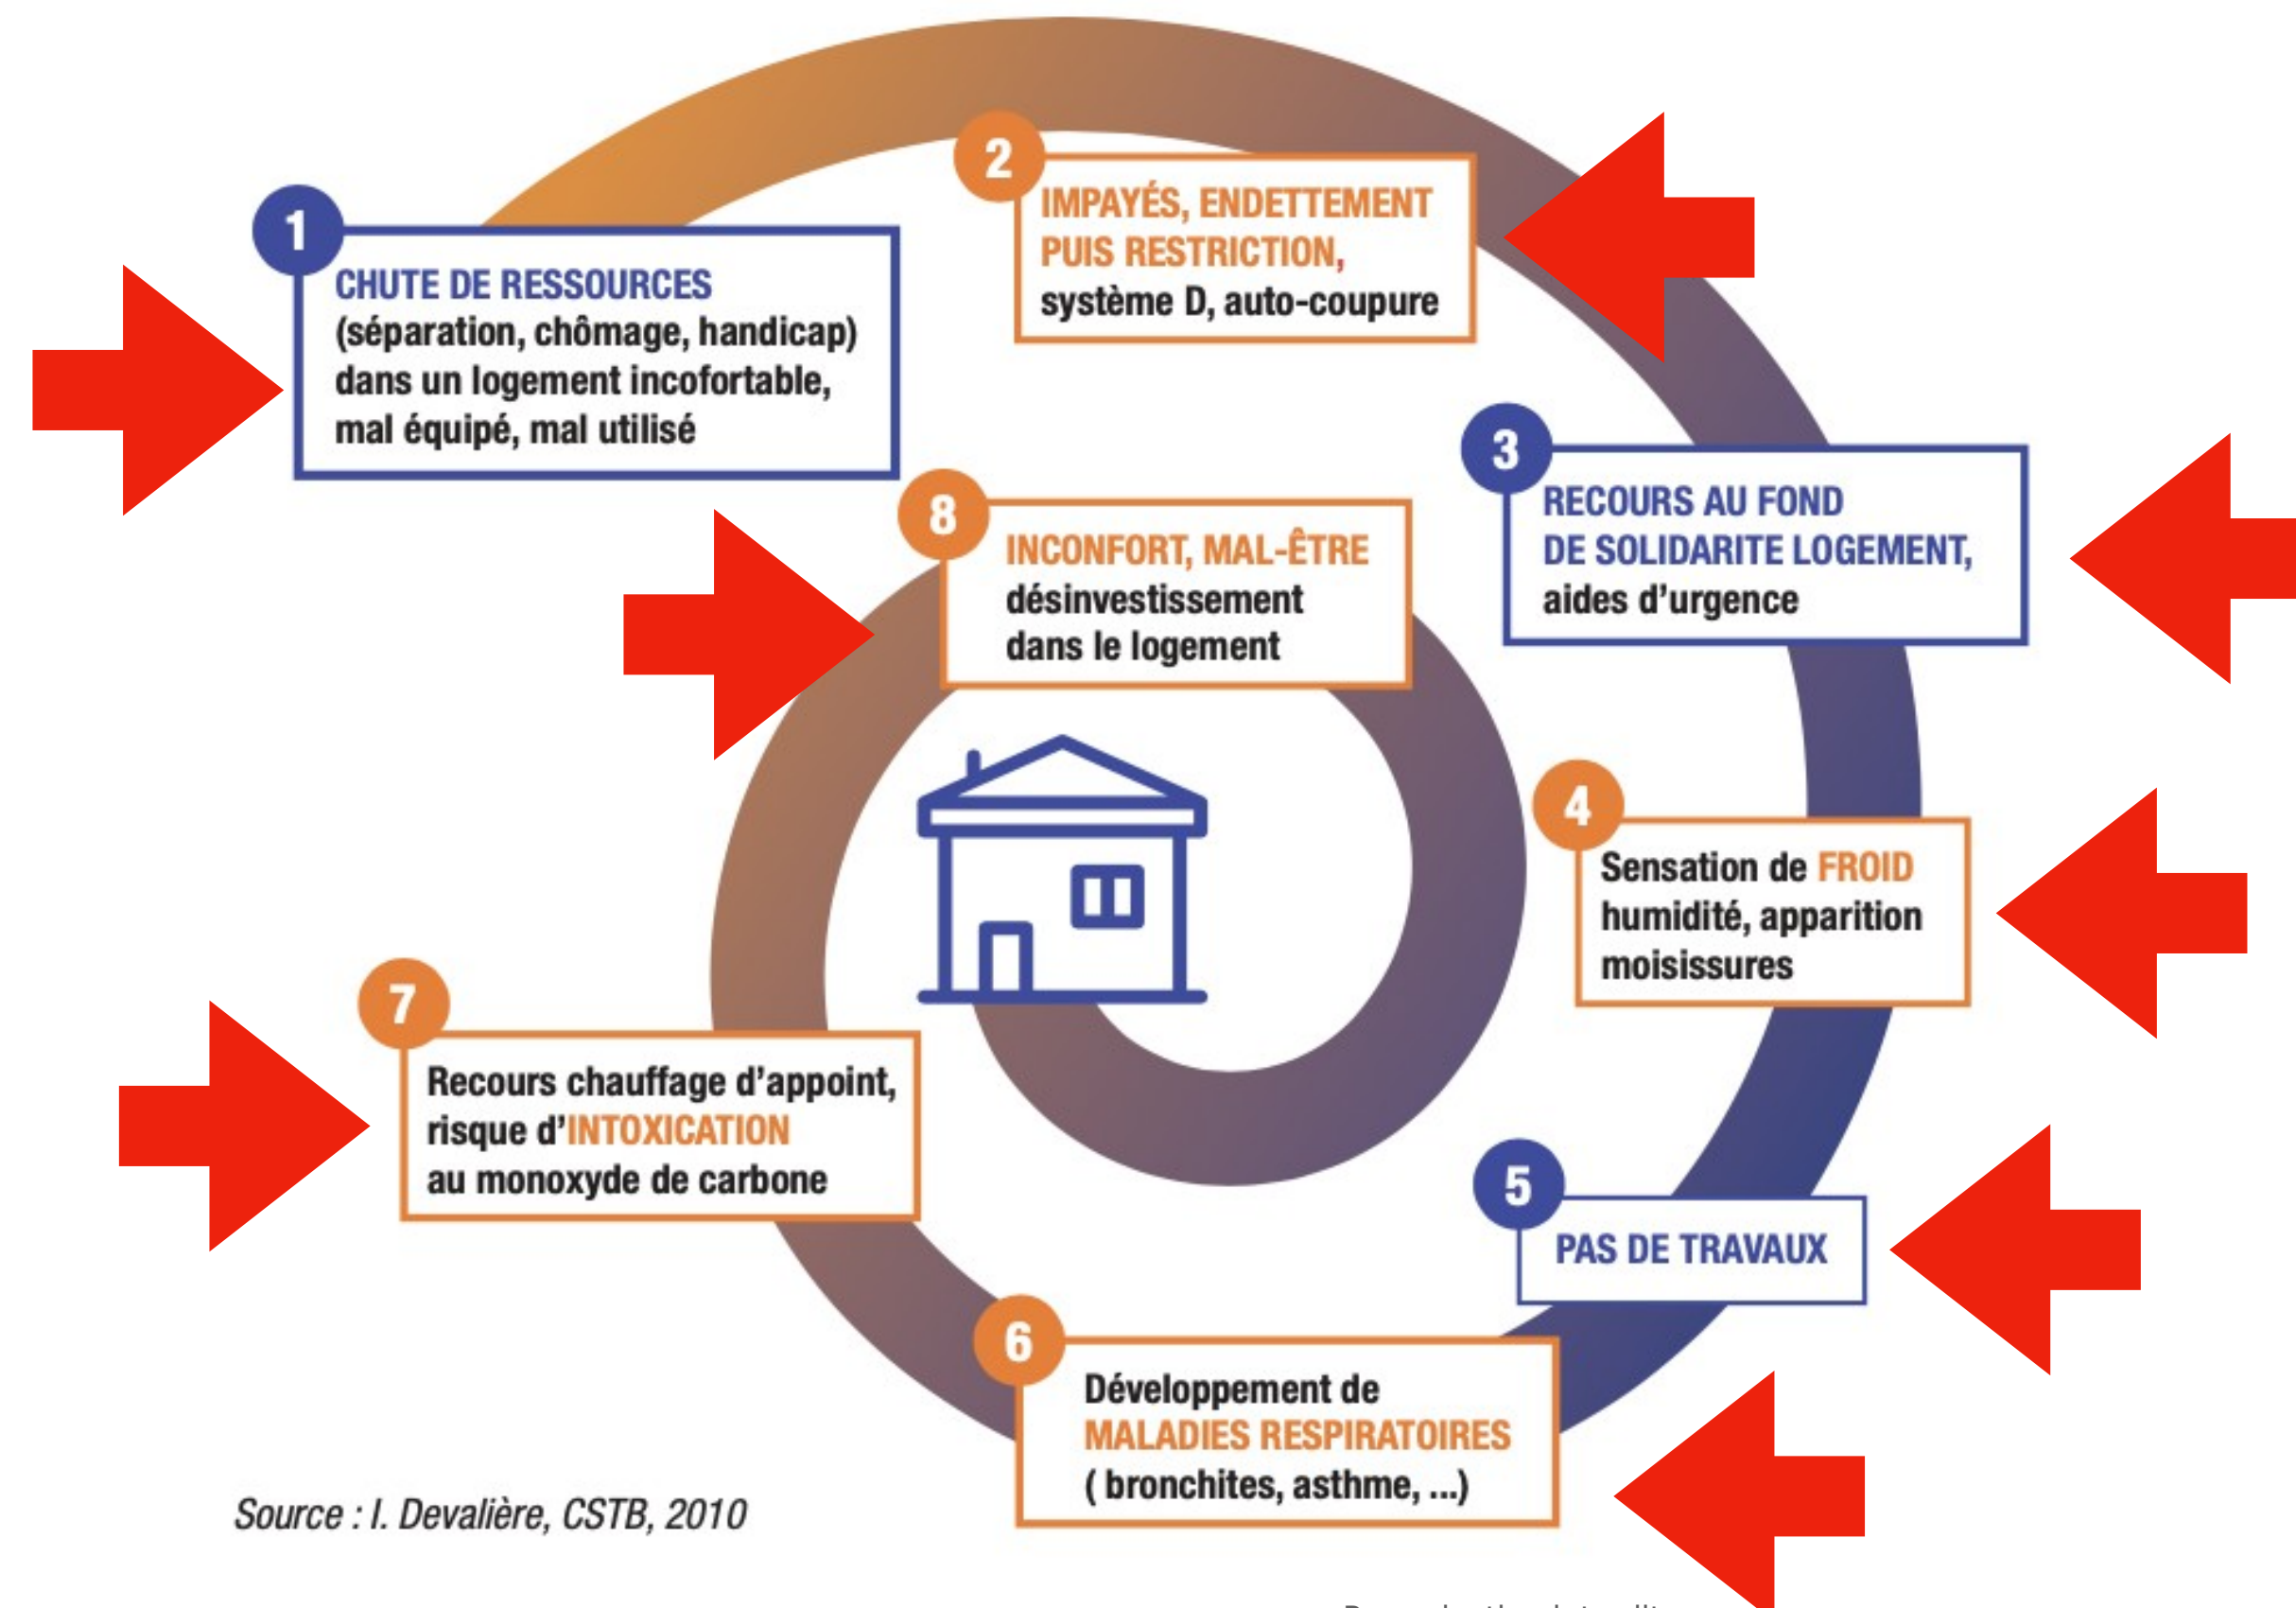 1
CHUTE DE RESSOURCES
(séparation, chômage, handicap)
dans un logement incofortable,
mal équipé, mal utilisé
2
IMPAYÉS, ENDETTEMENT
PUIS RESTRICTION,
système D, auto-coupure
3
RECOURS AU FOND
DE SOLIDARITE LOGEMENT,
aides d'urgence
4
Sensation de FROID
humidité, apparition
moisissures
5
PAS DE TRAVAUX
6
Développement de
MALADIES RESPIRATOIRES
( bronchites, asthme, ...)
7
Recours chauffage d'appoint,
risque d'INTOXICATION
au monoxyde de carbone
8
INCONFORT, MAL-ÊTRE
désinvestissement
dans le logement
Source : I. Devalière, CSTB, 2010